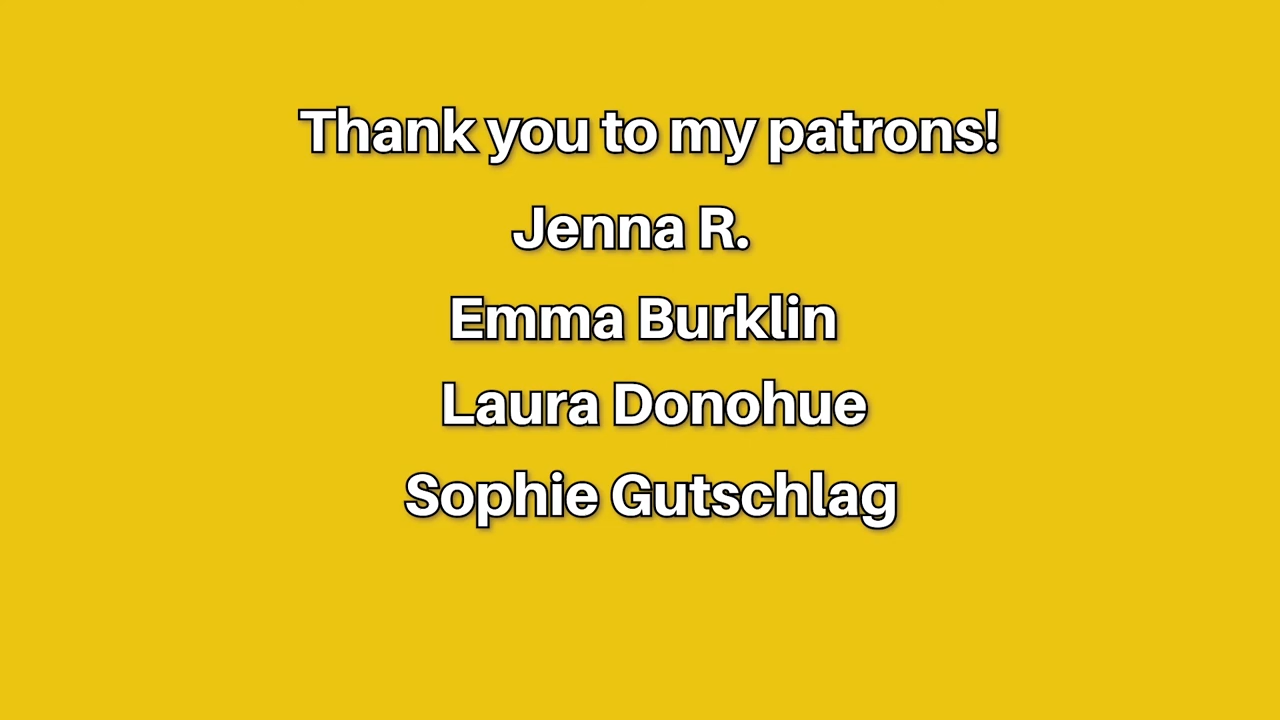 Thank you to my patrons!
Jenna R.
Emma Burklin
Laura Donohue
Sophie Gutschlag